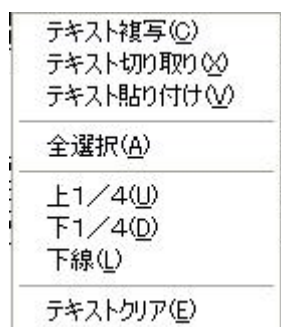 テキスト複写(C)
テキスト切り取り(X)
テキスト貼り付け(V)
全選択(A)
上1／4(U)
下1／4(D)
下線(L)
テキストクリア(E)